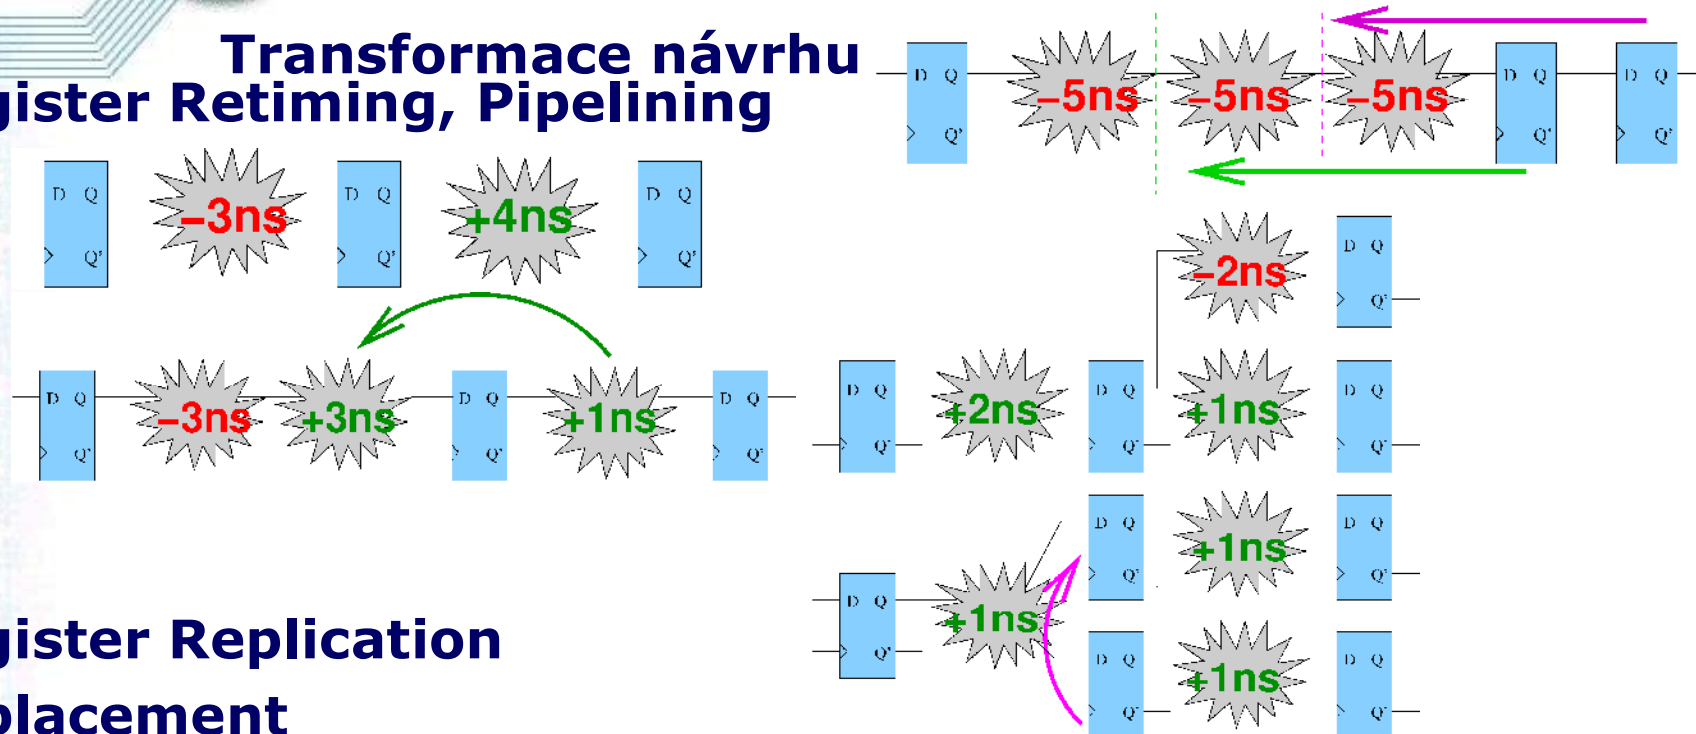 Transformace návrhu
gister Retiming, Pipelining
D Q D Q D Q
-5ns -5ns -5ns
Q' Q' Q'
D Q D Q D Q
-3ns +4ns
Q' Q' Q'
D Q
-2ns
Q'
D Q D Q D Q
-3ns +3ns +1ns
Q' Q' Q'
D Q D Q D Q
+2ns +1ns
Q' Q' Q'
D Q D Q
+1ns
Q' Q'
D Q
+1ns
Q'
D Q D Q
+1ns
Q' Q'
gister Replication
placement